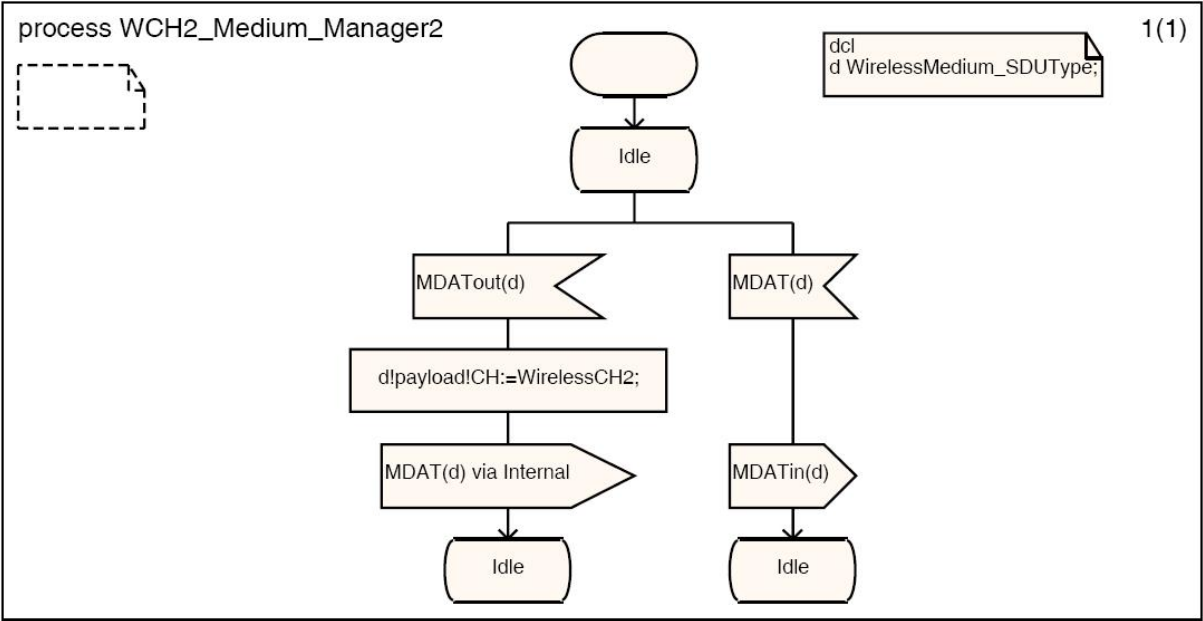 process WCH2_Medium_Manager2
1(1)
dcl
d WirelessMedium_SDUType;
Idle
MDATout(d)
MDAT(d)
d!payload!CH:=WirelessCH2;
MDAT(d) via Internal
MDATin(d)
Idle
Idle